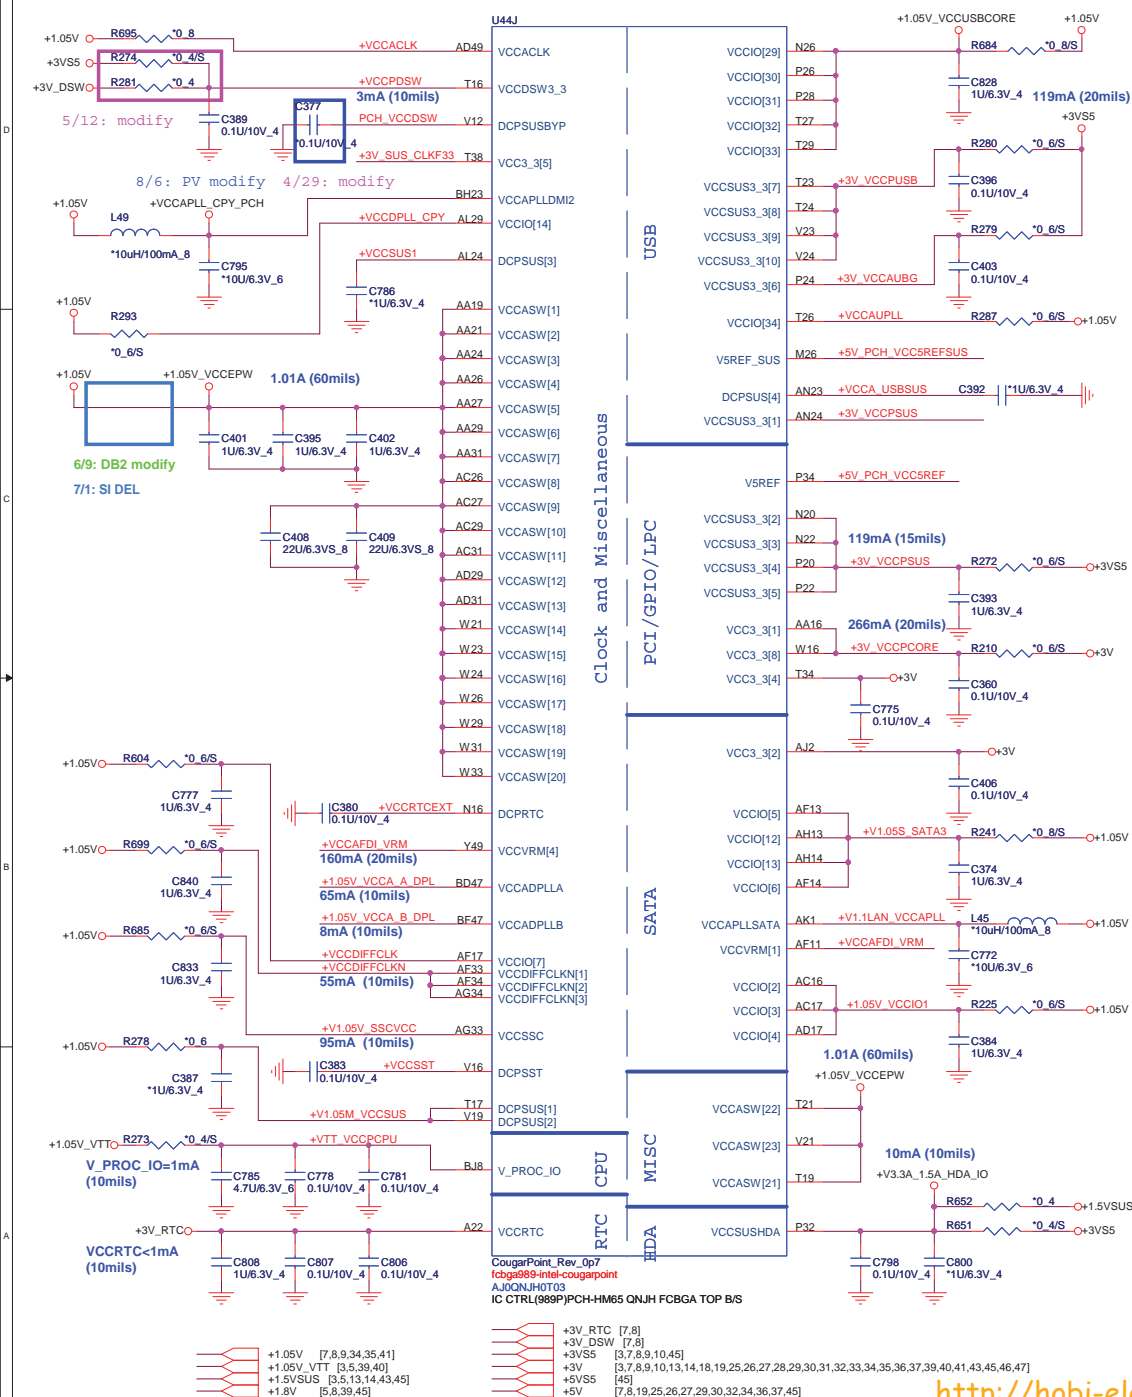 U44J
+1.05V R695 *0_8 +VCCACLK AD49 VCCACLK
+3VS5 R274 *0_4/S
+3V_DSW R281 *0_4 +VCCPDSW T16 VCCDSW3_3
3mA (10mils)
5/12: modify
C389
0.1U/10V_4
C377
*0.1U/10V_4
PCH_VCCDSW V12 DCPSUSBYP
+3V_SUS_CLKF33 T38 VCC3_3[5]
8/6: PV modify 4/29: modify
+1.05V +VCCAPLL_CPY_PCH BH23 VCCAPLLDMI2
L49
*10uH/100mA_8
+VCCDPLL_CPY AL29 VCCIO[14]
C795
*10U/6.3V_6
+VCCSUS1 AL24 DCPSUS[3]
C786
*1U/6.3V_4
+1.05V
R293
*0_6/S
+1.05V +1.05V_VCCEPW 1.01A (60mils)
6/9: DB2 modify
7/1: SI DEL
C401
1U/6.3V_4
C395
1U/6.3V_4
C402
1U/6.3V_4
C408
22U/6.3VS_8
C409
22U/6.3VS_8
AA19 VCCASW[1]
AA21 VCCASW[2]
AA24 VCCASW[3]
AA26 VCCASW[4]
AA27 VCCASW[5]
AA29 VCCASW[6]
AA31 VCCASW[7]
AC26 VCCASW[8]
AC27 VCCASW[9]
AC29 VCCASW[10]
AC31 VCCASW[11]
AD29 VCCASW[12]
AD31 VCCASW[13]
W21 VCCASW[14]
W23 VCCASW[15]
W24 VCCASW[16]
W26 VCCASW[17]
W29 VCCASW[18]
W31 VCCASW[19]
W33 VCCASW[20]
+1.05V R604 *0_6/S
C777
1U/6.3V_4
C380
0.1U/10V_4
+VCCRTCEXT N16 DCPRTC
+VCCAFDI_VRM Y49 VCCVRM[4]
160mA (20mils)
+1.05V R699 *0_6/S
C840
1U/6.3V_4
+1.05V_VCCA_A_DPL BD47 VCCADPLLA
65mA (10mils)
+1.05V_VCCA_B_DPL BF47 VCCADPLLB
8mA (10mils)
+1.05V R685 *0_6/S
C833
1U/6.3V_4
+VCCDIFFCLK AF17 VCCIO[7]
+VCCDIFFCLKN AF33 VCCDIFFCLKN[1]
55mA (10mils) AF34 VCCDIFFCLKN[2]
AG34 VCCDIFFCLKN[3]
+V1.05V_SSCVCC AG33 VCCSSC
95mA (10mils)
+1.05V R278 *0_6
C387
*1U/6.3V_4
C383
0.1U/10V_4
+VCCSST V16 DCPSST
T17 DCPSUS[1]
+V1.05M_VCCSUS V19 DCPSUS[2]
+1.05V_VTT R273 *0_4/S +VTT_VCCPCPU BJ8 V_PROC_IO
V_PROC_IO=1mA
(10mils)
C785
4.7U/6.3V_6
C778
0.1U/10V_4
C781
0.1U/10V_4
+3V_RTC A22 VCCRTC
VCCRTC<1mA
(10mils)
C808
1U/6.3V_4
C807
0.1U/10V_4
C806
0.1U/10V_4
Clock and Miscellaneous
USB
PCI/GPIO/LPC
SATA
MISC
CPU
RTC
HDA
+1.05V_VCCUSBCORE +1.05V
VCCIO[29] N26 R684 *0_8/S
VCCIO[30] P26
VCCIO[31] P28
VCCIO[32] T27
VCCIO[33] T29
C828
1U/6.3V_4
119mA (20mils)
+3VS5
R280 *0_6/S
VCCSUS3_3[7] T23 +3V_VCCPUSB
VCCSUS3_3[8] T24
VCCSUS3_3[9] V23
VCCSUS3_3[10] V24
C396
0.1U/10V_4
R279 *0_6/S
VCCSUS3_3[6] P24 +3V_VCCAUBG
C403
0.1U/10V_4
VCCIO[34] T26 +VCCAUPLL R287 *0_6/S +1.05V
V5REF_SUS M26 +5V_PCH_VCC5REFSUS
DCPSUS[4] AN23 +VCCA_USBSUS C392 *1U/6.3V_4
VCCSUS3_3[1] AN24 +3V_VCCPSUS
V5REF P34 +5V_PCH_VCC5REF
VCCSUS3_3[2] N20
VCCSUS3_3[3] N22 119mA (15mils)
VCCSUS3_3[4] P20 +3V_VCCPSUS R272 *0_6/S +3VS5
VCCSUS3_3[5] P22
C393
1U/6.3V_4
VCC3_3[1] AA16 266mA (20mils)
VCC3_3[8] W16 +3V_VCCPCORE R210 *0_6/S +3V
VCC3_3[4] T34 +3V
C360
0.1U/10V_4
C775
0.1U/10V_4
VCC3_3[2] AJ2 +3V
C406
0.1U/10V_4
VCCIO[5] AF13
VCCIO[12] AH13 +V1.05S_SATA3 R241 *0_8/S +1.05V
VCCIO[13] AH14
VCCIO[6] AF14
C374
1U/6.3V_4
VCCAPLLSATA AK1 +V1.1LAN_VCCAPLL L45 +1.05V
*10uH/100mA_8
VCCVRM[1] AF11 +VCCAFDI_VRM
C772
*10U/6.3V_6
VCCIO[2] AC16
VCCIO[3] AC17 +1.05V_VCCIO1 R225 *0_6/S +1.05V
VCCIO[4] AD17
C384
1U/6.3V_4
1.01A (60mils)
+1.05V_VCCEPW
VCCASW[22] T21
VCCASW[23] V21
VCCASW[21] T19
10mA (10mils)
+V3.3A_1.5A_HDA_IO
R652 *0_4 +1.5VSUS
VCCSUSHDA P32 R651 *0_4/S +3VS5
C798
0.1U/10V_4
C800
*1U/6.3V_4
CougarPoint_Rev_0p7
fcbga989-intel-cougarpoint
AJ0QNJH0T03
IC CTRL(989P)PCH-HM65 QNJH FCBGA TOP B/S
+1.05V [7,8,9,34,35,41]
+1.05V_VTT [3,5,39,40]
+1.5VSUS [3,5,13,14,43,45]
+1.8V [5,8,39,45]
+3V_RTC [7,8]
+3V_DSW [7,8]
+3VS5 [3,7,8,9,10,45]
+3V [3,7,8,9,10,13,14,18,19,25,26,27,28,29,30,31,32,33,34,35,36,37,39,40,41,43,45,46,47]
+5VS5 [45]
+5V [7,8,19,25,26,27,29,30,32,34,36,37,45]
D
C
B
A